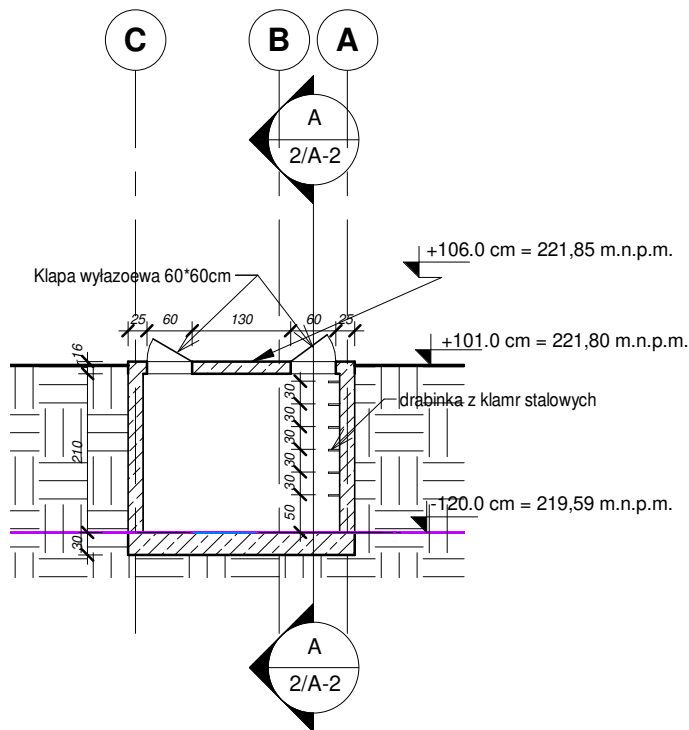 C B A
A
2/A-2
+106.0 cm = 221,85 m.n.p.m.
Klapa wyłazoewa 60*60cm
25 60 130 60 25
+101.0 cm = 221,80 m.n.p.m.
16
30
30
30
30
30
50
210
30
drabinka z klamr stalowych
-120.0 cm = 219,59 m.n.p.m.
A
2/A-2